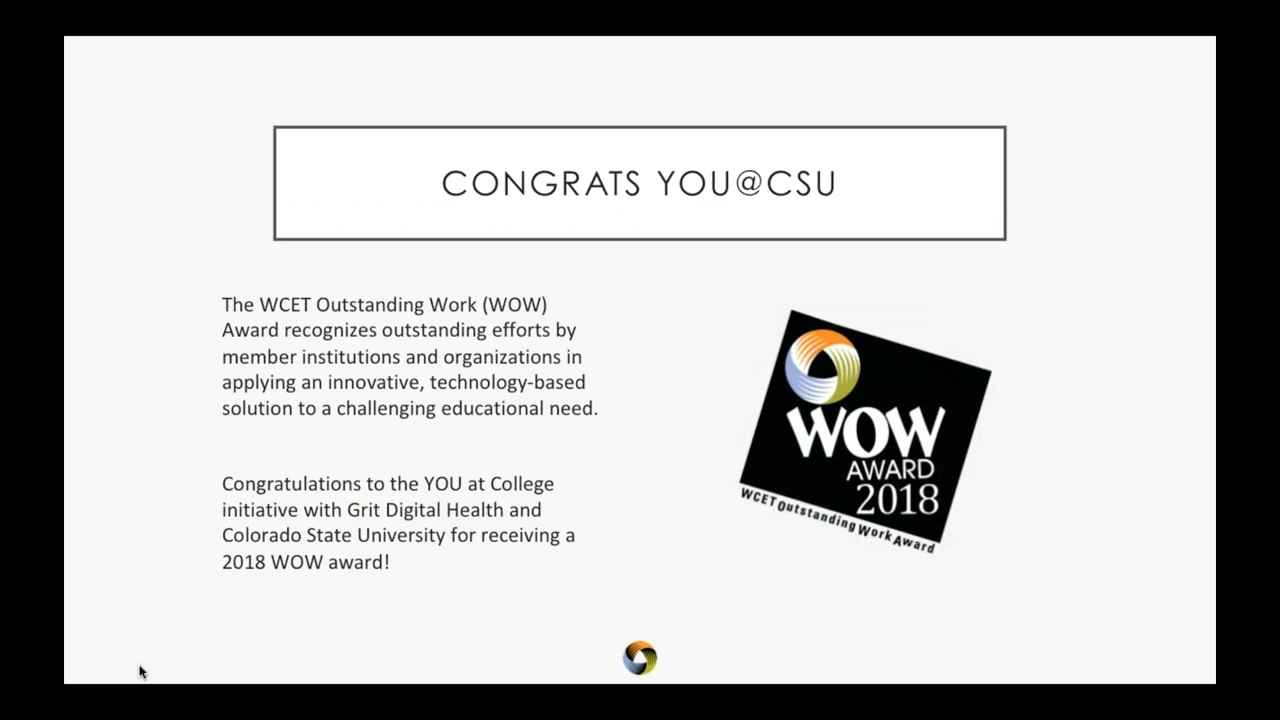 CONGRATS YOU@CSU
The WCET Outstanding Work (WOW)
Award recognizes outstanding efforts by
member institutions and organizations in
applying an innovative, technology-based
solution to a challenging educational need.
Congratulations to the YOU at College
initiative with Grit Digital Health and
Colorado State University for receiving a
2018 WOW award!
WOW
AWARD
2018
WCET Outstanding Work Award